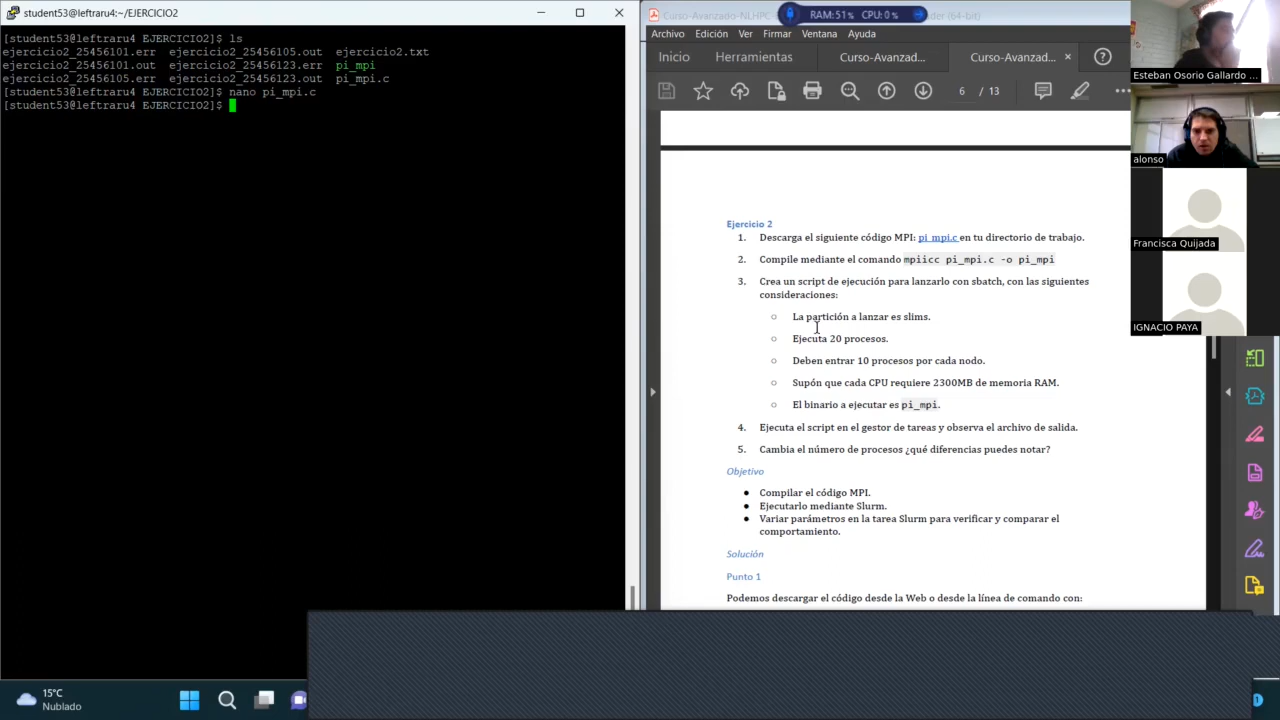 student53@leftraru4:~/EJERCICIO2
[student53@leftraru4 EJERCICIO2]$ ls
ejercicio2_25456101.err ejercicio2_25456105.out ejercicio2.txt
ejercicio2_25456101.out ejercicio2_25456123.err pi_mpi
ejercicio2_25456105.err ejercicio2_25456123.out pi_mpi.c
[student53@leftraru4 EJERCICIO2]$ nano pi_mpi.c
[student53@leftraru4 EJERCICIO2]$
Curso-Avanzado-NLHPC
RAM:51% CPU:0%
(64-bit)
Archivo Edición Ver Firmar Ventana Ayuda
Inicio Herramientas Curso-Avanzad... Curso-Avanzad... ×
6 / 13
Ejercicio 2
1. Descarga el siguiente código MPI: pi_mpi.c en tu directorio de trabajo.
2. Compile mediante el comando mpiicc pi_mpi.c -o pi_mpi
3. Crea un script de ejecución para lanzarlo con sbatch, con las siguientes
consideraciones:
○ La partición a lanzar es slims.
○ Ejecuta 20 procesos.
○ Deben entrar 10 procesos por cada nodo.
○ Supón que cada CPU requiere 2300MB de memoria RAM.
○ El binario a ejecutar es pi_mpi.
4. Ejecuta el script en el gestor de tareas y observa el archivo de salida.
5. Cambia el número de procesos ¿qué diferencias puedes notar?
Objetivo
● Compilar el código MPI.
● Ejecutarlo mediante Slurm.
● Variar parámetros en la tarea Slurm para verificar y comparar el
comportamiento.
Solución
Punto 1
Podemos descargar el código desde la Web o desde la línea de comando con:
Esteban Osorio Gallardo ...
alonso
Francisca Quijada
IGNACIO PAYA
15°C
Nublado
1